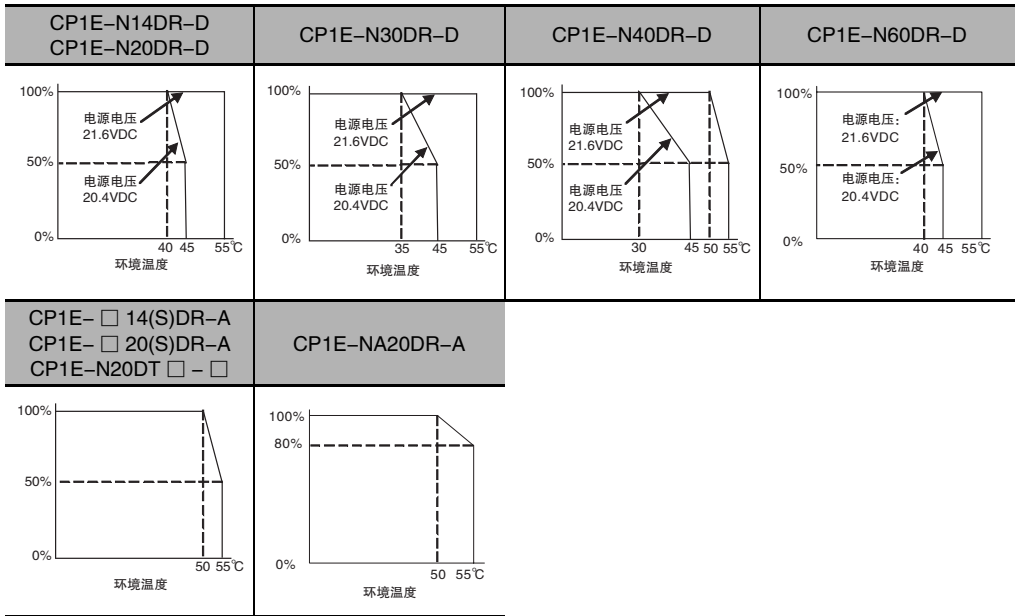 CP1E–N14DR–D
CP1E–N20DR–D
CP1E–N30DR–D
CP1E–N40DR–D
CP1E–N60DR–D
100%
电源电压
21.6VDC
50%
电源电压
20.4VDC
0%
40 45 55℃
环境温度
100%
电源电压
21.6VDC
50%
电源电压
20.4VDC
0%
35 45 55℃
环境温度
100%
电源电压
21.6VDC
50%
电源电压
20.4VDC
0%
30 45 50 55℃
环境温度
100%
电源电压：
21.6VDC
50%
电源电压：
20.4VDC
0%
40 45 55℃
环境温度
CP1E– □ 14(S)DR–A
CP1E– □ 20(S)DR–A
CP1E–N20DT □ – □
CP1E–NA20DR–A
100%
50%
0%
50 55℃
环境温度
100%
80%
0%
50 55℃
环境温度